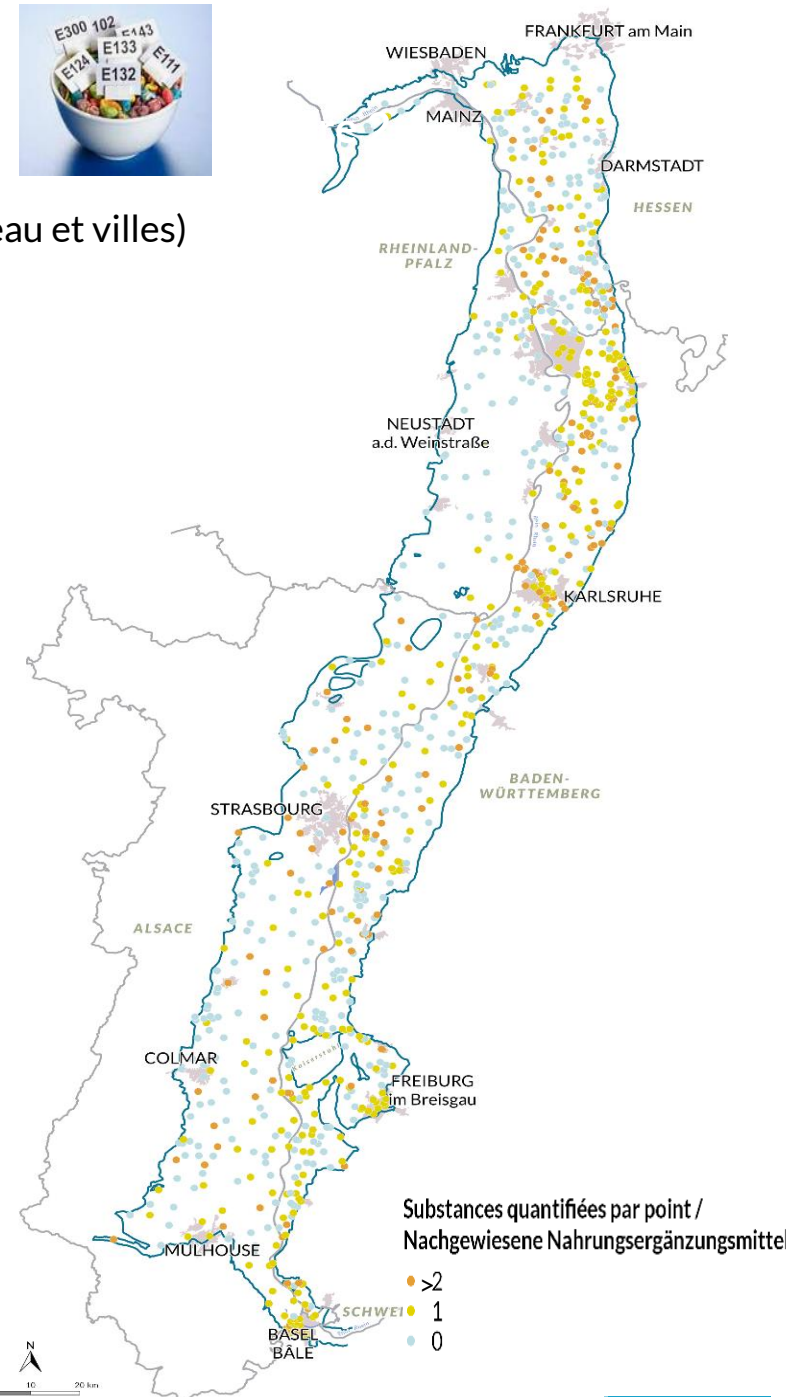 E300 102 E143
E133
E124 E111
E132
eau et villes)
FRANKFURT am Main
WIESBADEN
MAINZ
DARMSTADT
HESSEN
RHEINLAND-
PFALZ
NEUSTADT
a.d. Weinstraße
KARLSRUHE
BADEN-
WÜRTTEMBERG
STRASBOURG
ALSACE
Kaiserstuhl
COLMAR
FREIBURG
im Breisgau
MULHOUSE
SCHWEI
BASEL
BÂLE
Substances quantifiées par point /
Nachgewiesene Nahrungsergänzungsmittel
>2
1
0
N
10 20 km